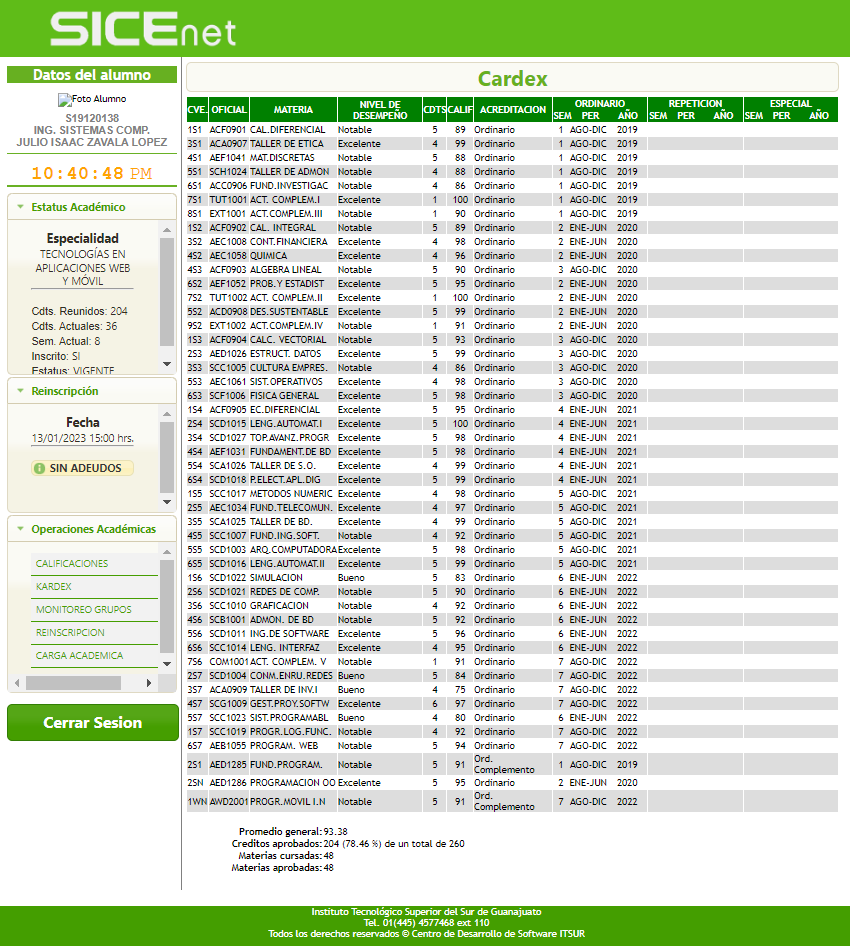 SICEnet
Datos del alumno
Foto Alumno
S19120138
ING. SISTEMAS COMP.
JULIO ISAAC ZAVALA LOPEZ
10:40:48 PM
Estatus Académico
Especialidad
TECNOLOGÍAS EN
APLICACIONES WEB
Y MÓVIL
Cdts. Reunidos: 204
Cdts. Actuales: 36
Sem. Actual: 8
Inscrito: SI
Estatus: VIGENTE
Reinscripción
Fecha
13/01/2023 15:00 hrs.
SIN ADEUDOS
Operaciones Académicas
CALIFICACIONES
KARDEX
MONITOREO GRUPOS
REINSCRIPCION
CARGA ACADEMICA
Cerrar Sesion
Cardex
CVE. OFICIAL MATERIA NIVEL DE DESEMPEÑO CDTS CALIF ACREDITACION ORDINARIO SEM PER AÑO REPETICION SEM PER AÑO ESPECIAL SEM PER AÑO
1S1 ACF0901 CAL.DIFERENCIAL Notable 5 89 Ordinario 1 AGO-DIC 2019
3S1 ACA0907 TALLER DE ETICA Excelente 4 99 Ordinario 1 AGO-DIC 2019
4S1 AEF1041 MAT.DISCRETAS Notable 5 88 Ordinario 1 AGO-DIC 2019
5S1 SCH1024 TALLER DE ADMON Notable 4 88 Ordinario 1 AGO-DIC 2019
6S1 ACC0906 FUND.INVESTIGAC Notable 4 86 Ordinario 1 AGO-DIC 2019
7S1 TUT1001 ACT. COMPLEM.I Excelente 1 100 Ordinario 1 AGO-DIC 2019
8S1 EXT1001 ACT.COMPLEM.III Notable 1 90 Ordinario 1 AGO-DIC 2019
1S2 ACF0902 CAL. INTEGRAL Notable 5 89 Ordinario 2 ENE-JUN 2020
3S2 AEC1008 CONT.FINANCIERA Excelente 4 98 Ordinario 2 ENE-JUN 2020
4S2 AEC1058 QUIMICA Excelente 4 96 Ordinario 2 ENE-JUN 2020
4S3 ACF0903 ALGEBRA LINEAL Notable 5 90 Ordinario 3 AGO-DIC 2020
6S2 AEF1052 PROB.Y ESTADIST Excelente 5 95 Ordinario 2 ENE-JUN 2020
7S2 TUT1002 ACT. COMPLEM.II Excelente 1 100 Ordinario 2 ENE-JUN 2020
5S2 ACD0908 DES.SUSTENTABLE Excelente 5 99 Ordinario 2 ENE-JUN 2020
9S2 EXT1002 ACT.COMPLEM.IV Notable 1 91 Ordinario 2 ENE-JUN 2020
1S3 ACF0904 CALC. VECTORIAL Notable 5 93 Ordinario 3 AGO-DIC 2020
2S3 AED1026 ESTRUCT. DATOS Excelente 5 99 Ordinario 3 AGO-DIC 2020
3S3 SCC1005 CULTURA EMPRES. Notable 4 86 Ordinario 3 AGO-DIC 2020
5S3 AEC1061 SIST.OPERATIVOS Excelente 4 98 Ordinario 3 AGO-DIC 2020
6S3 SCF1006 FISICA GENERAL Excelente 5 98 Ordinario 3 AGO-DIC 2020
1S4 ACF0905 EC.DIFERENCIAL Excelente 5 95 Ordinario 4 ENE-JUN 2021
2S4 SCD1015 LENG.AUTOMAT.I Excelente 5 100 Ordinario 4 ENE-JUN 2021
3S4 SCD1027 TOP.AVANZ.PROGR Excelente 5 98 Ordinario 4 ENE-JUN 2021
4S4 AEF1031 FUNDAMENT.DE BD Excelente 5 98 Ordinario 4 ENE-JUN 2021
5S4 SCA1026 TALLER DE S.O. Excelente 4 99 Ordinario 4 ENE-JUN 2021
6S4 SCD1018 P.ELECT.APL.DIG Excelente 5 99 Ordinario 4 ENE-JUN 2021
1S5 SCC1017 METODOS NUMERIC Excelente 4 98 Ordinario 5 AGO-DIC 2021
2S5 AEC1034 FUND.TELECOMUN. Excelente 4 97 Ordinario 5 AGO-DIC 2021
3S5 SCA1025 TALLER DE BD. Excelente 4 99 Ordinario 5 AGO-DIC 2021
4S5 SCC1007 FUND.ING.SOFT. Notable 4 92 Ordinario 5 AGO-DIC 2021
5S5 SCD1003 ARQ.COMPUTADORA Excelente 5 98 Ordinario 5 AGO-DIC 2021
6S5 SCD1016 LENG.AUTOMAT.II Excelente 5 99 Ordinario 5 AGO-DIC 2021
1S6 SCD1022 SIMULACION Bueno 5 83 Ordinario 6 ENE-JUN 2022
2S6 SCD1021 REDES DE COMP. Notable 5 90 Ordinario 6 ENE-JUN 2022
3S6 SCC1010 GRAFICACION Notable 4 92 Ordinario 6 ENE-JUN 2022
4S6 SCB1001 ADMON. DE BD Notable 5 92 Ordinario 6 ENE-JUN 2022
5S6 SCD1011 ING.DE SOFTWARE Excelente 5 96 Ordinario 6 ENE-JUN 2022
6S6 SCC1014 LENG. INTERFAZ Excelente 4 95 Ordinario 6 ENE-JUN 2022
7S6 COM1001 ACT. COMPLEM. V Notable 1 91 Ordinario 7 AGO-DIC 2022
2S7 SCD1004 CONM.ENRU.REDES Bueno 5 84 Ordinario 7 AGO-DIC 2022
3S7 ACA0909 TALLER DE INV.I Bueno 4 75 Ordinario 7 AGO-DIC 2022
4S7 SCG1009 GEST.PROY.SOFTW Excelente 6 97 Ordinario 7 AGO-DIC 2022
5S7 SCC1023 SIST.PROGRAMABL Bueno 4 80 Ordinario 6 ENE-JUN 2022
1S7 SCC1019 PROGR.LOG.FUNC. Notable 4 92 Ordinario 7 AGO-DIC 2022
6S7 AEB1055 PROGRAM. WEB Notable 5 94 Ordinario 7 AGO-DIC 2022
2S1 AED1285 FUND.PROGRAM. Notable 5 91 Ord. Complemento 1 AGO-DIC 2019
2SN AED1286 PROGRAMACION OO Excelente 5 95 Ordinario 2 ENE-JUN 2020
1WN AWD2001 PROGR.MOVIL I.N Notable 5 91 Ord. Complemento 7 AGO-DIC 2022
Promedio general: 93.38
Creditos aprobados: 204 (78.46 %) de un total de 260
Materias cursadas: 48
Materias aprobadas: 48
Instituto Tecnológico Superior del Sur de Guanajuato
Tel. 01(445) 4577468 ext 110
Todos los derechos reservados © Centro de Desarrollo de Software ITSUR